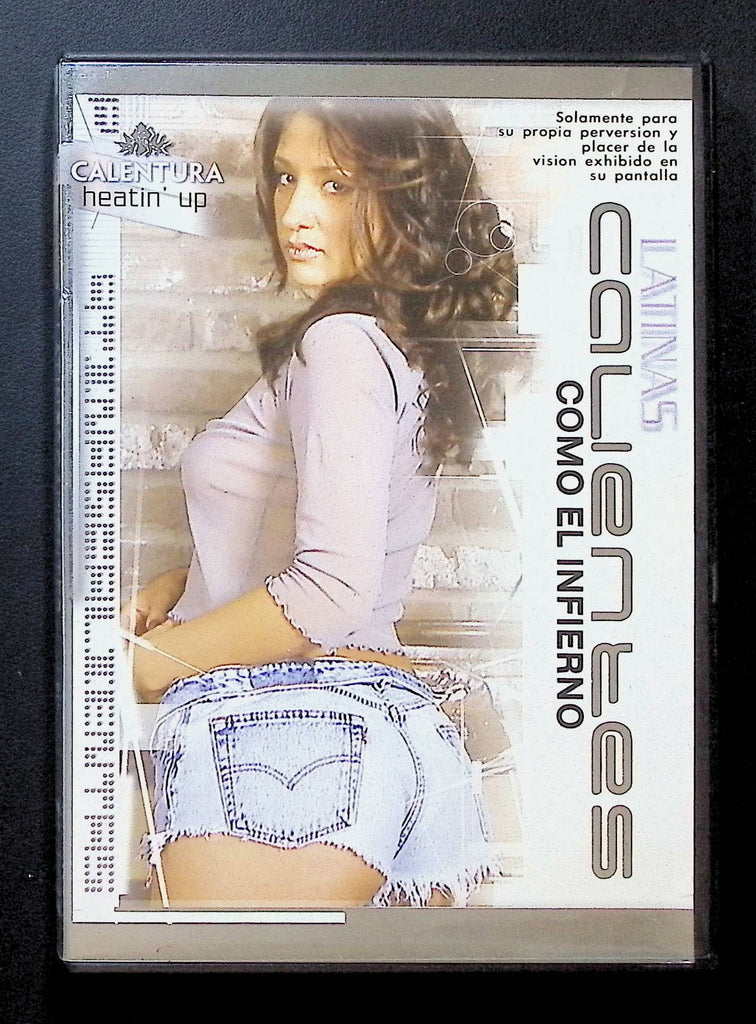 CALENTURA
heatin' up
Solamente para
su propia perversion y
placer de la
vision exhibido en
su pantalla
LATINAS
calientes
COMO EL INFIERNO